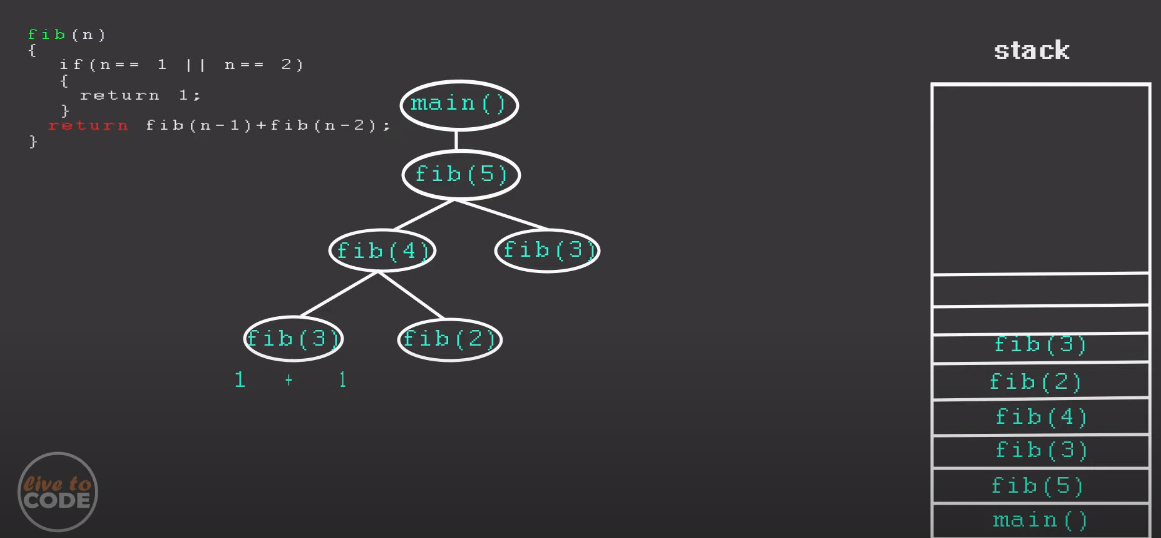 fib(n)
{
if(n== 1 || n== 2)
{
return 1;
}
return fib(n-1)+fib(n-2);
}
main()
fib(5)
fib(4)
fib(3)
fib(3)
fib(2)
1 + 1
stack
fib(3)
fib(2)
fib(4)
fib(3)
fib(5)
main()
live to
CODE